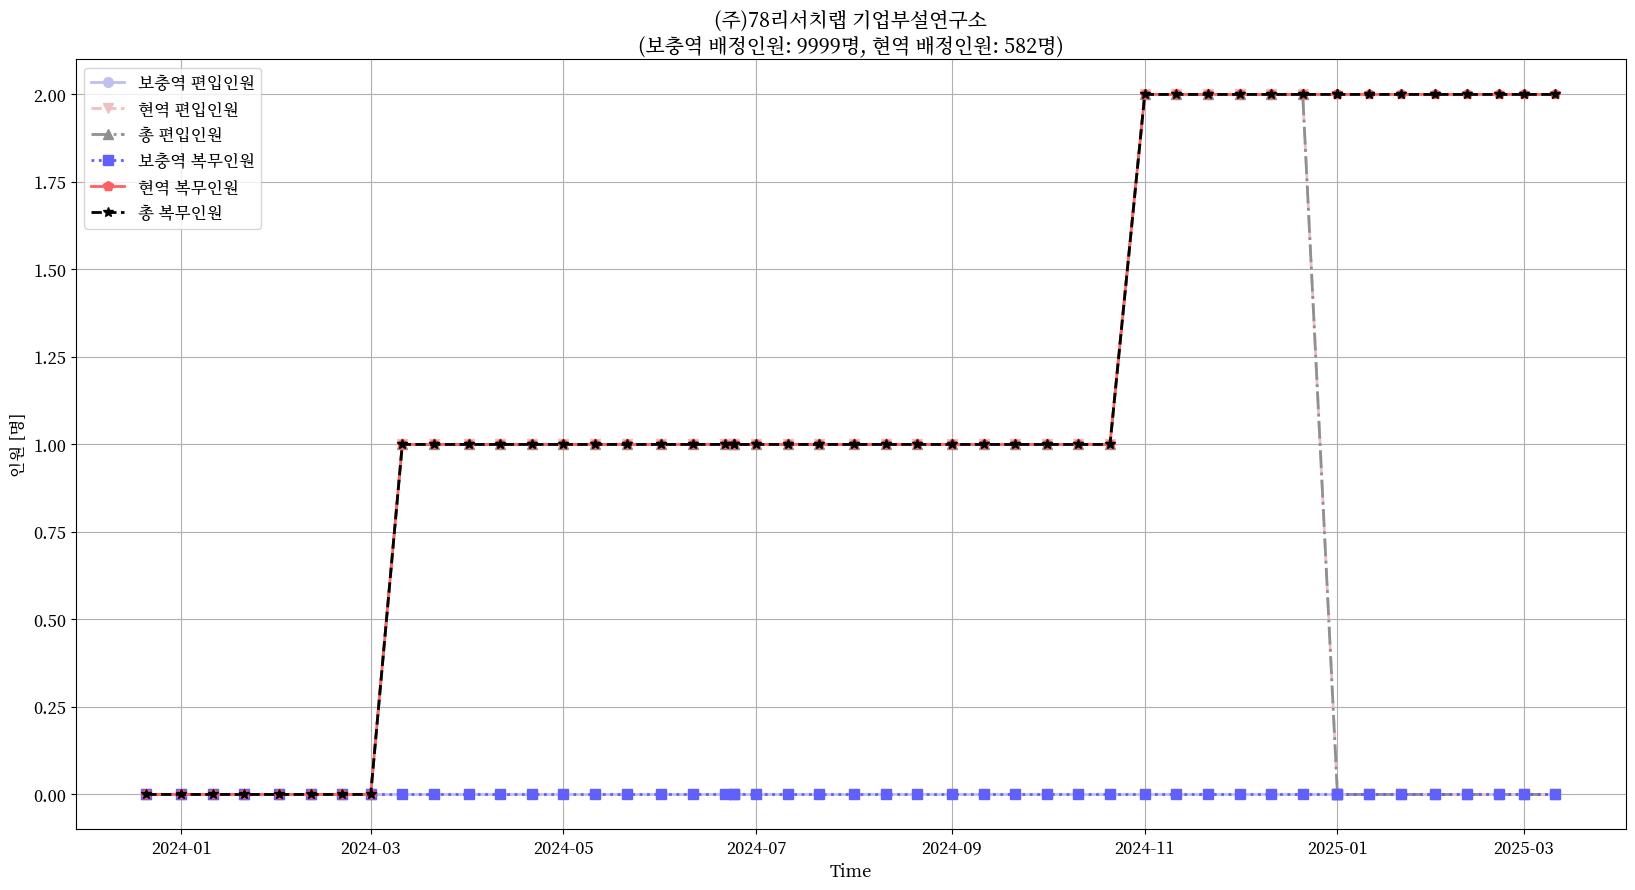 (주)78리서치랩 기업부설연구소
(보충역 배정인원: 9999명, 현역 배정인원: 582명)
보충역 편입인원
현역 편입인원
총 편입인원
보충역 복무인원
현역 복무인원
총 복무인원
2.00
1.75
1.50
1.25
1.00
0.75
0.50
0.25
0.00
인원 [명]
2024-01
2024-03
2024-05
2024-07
2024-09
2024-11
2025-01
2025-03
Time